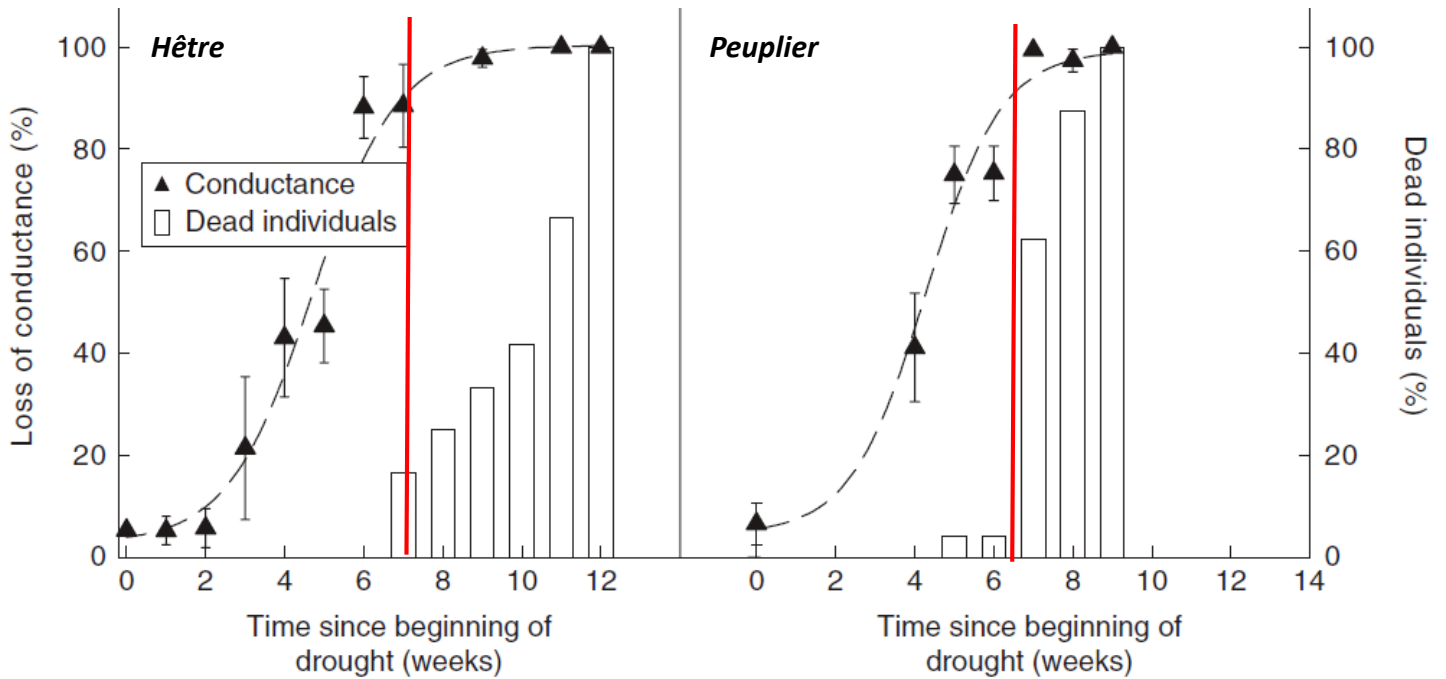 Hêtre
Peuplier
Loss of conductance (%)
100
80
60
40
20
0
Conductance
Dead individuals
0 2 4 6 8 10 12
Time since beginning of
drought (weeks)
0 2 4 6 8 10 12 14
Time since beginning of
drought (weeks)
100
80
60
40
20
0
Dead individuals (%)